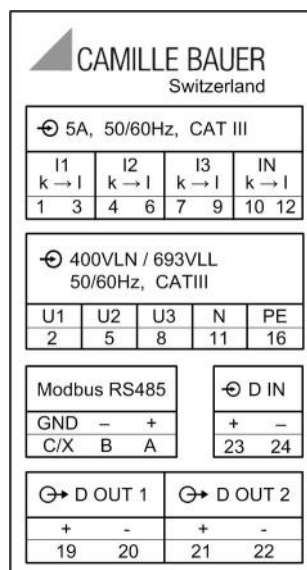 CAMILLE BAUER
Switzerland
5A, 50/60Hz, CAT III
I1 I2 I3 IN
k → l k → l k → l k → l
1 3 4 6 7 9 10 12
400VLN / 693VLL
50/60Hz, CATIII
U1 U2 U3 N PE
2 5 8 11 16
Modbus RS485
GND – +
C/X B A
D IN
+ –
23 24
D OUT 1 D OUT 2
+ - + -
19 20 21 22